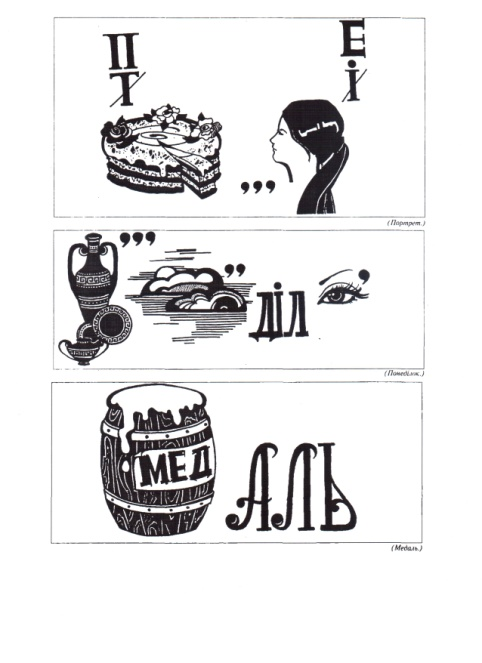 П
Т
Е
І
,,,
(Портрет.)
,,,
,,
ДІЛ
,
(Понеділок.)
МЕД
АЛЬ
(Медаль.)